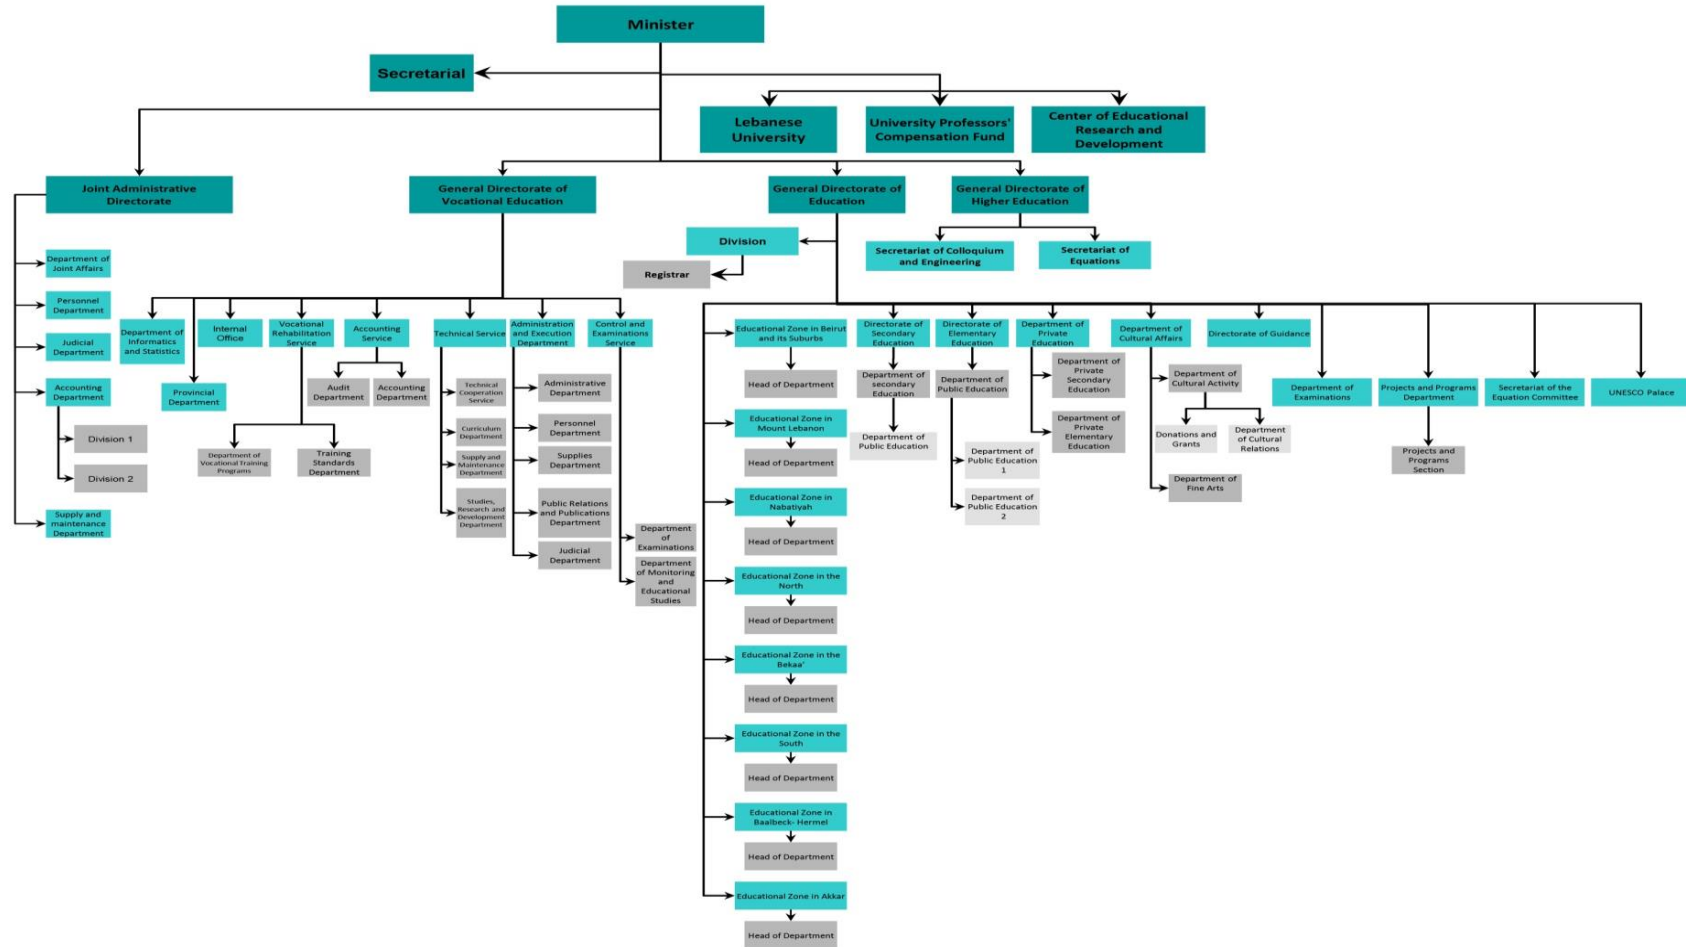 Minister
Secretarial
Lebanese
University
University Professors'
Compensation Fund
Center of Educational
Research and
Development
Joint Administrative
Directorate
General Directorate of
Vocational Education
General Directorate of
Education
General Directorate of
Higher Education
Division
Registrar
Secretariat of Colloquium
and Engineering
Secretariat of
Equations
Department of
Joint Affairs
Personnel
Department
Judicial
Department
Accounting
Department
Division 1
Division 2
Supply and
maintenance
Department
Department of
Informatics
and Statistics
Provincial
Department
Internal
Office
Vocational
Rehabilitation
Service
Department of
Vocational Training
Programs
Training
Standards
Department
Accounting
Service
Audit
Department
Accounting
Department
Technical Service
Technical
Cooperation
Service
Curriculum
Department
Supply and
Maintenance
Department
Studies,
Research and
Development
Department
Administration
and Execution
Department
Administrative
Department
Personnel
Department
Supplies
Department
Public Relations
and Publications
Department
Judicial
Department
Control and
Examinations
Service
Department
of
Examinations
Department
of Monitoring
and
Educational
Studies
Educational Zone in Beirut
and its Suburbs
Head of Department
Educational Zone in
Mount Lebanon
Head of Department
Educational Zone in
Nabatiyah
Head of Department
Educational Zone in the
North
Head of Department
Educational Zone in the
Bekaa'
Head of Department
Educational Zone in the
South
Head of Department
Educational Zone in
Baalbeck- Hermel
Head of Department
Educational Zone in Akkar
Head of Department
Directorate of
Secondary
Education
Department of
secondary
Education
Department of
Public Education
Directorate of
Elementary
Education
Department of
Public Education
Department of
Public Education
1
Department of
Public Education
2
Department of
Private
Education
Department of
Private
Secondary
Education
Department of
Private
Elementary
Education
Department of
Cultural Affairs
Department of
Cultural Activity
Donations and
Grants
Department
of Cultural
Relations
Department of
Fine Arts
Directorate of Guidance
Department of
Examinations
Projects and Programs
Department
Projects and
Programs
Section
Secretariat of the
Equation Committee
UNESCO Palace